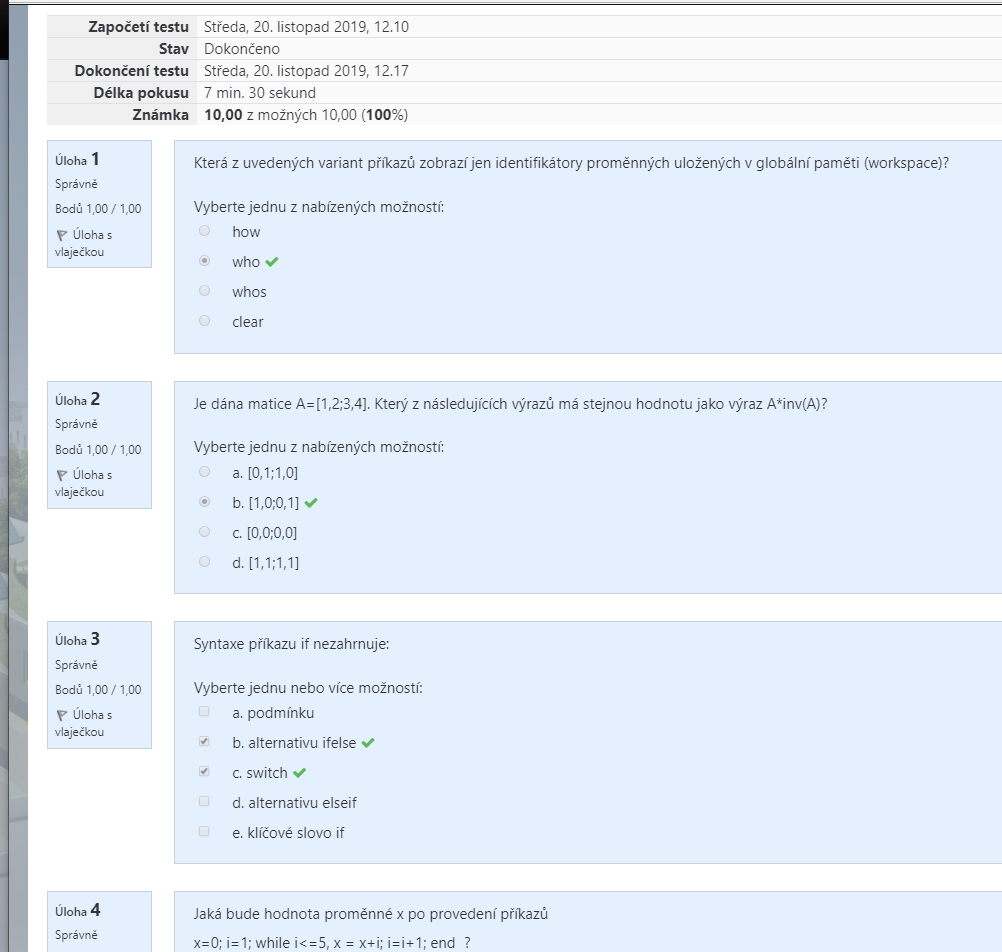 Započetí testu Středa, 20. listopad 2019, 12.10
Stav Dokončeno
Dokončení testu Středa, 20. listopad 2019, 12.17
Délka pokusu 7 min. 30 sekund
Známka 10,00 z možných 10,00 (100%)
Úloha 1
Správně
Bodů 1,00 / 1,00
Úloha s
vlaječkou
Která z uvedených variant příkazů zobrazí jen identifikátory proměnných uložených v globální paměti (workspace)?
Vyberte jednu z nabízených možností:
how
who
whos
clear
Úloha 2
Správně
Bodů 1,00 / 1,00
Úloha s
vlaječkou
Je dána matice A=[1,2;3,4]. Který z následujících výrazů má stejnou hodnotu jako výraz A*inv(A)?
Vyberte jednu z nabízených možností:
a. [0,1;1,0]
b. [1,0;0,1]
c. [0,0;0,0]
d. [1,1;1,1]
Úloha 3
Správně
Bodů 1,00 / 1,00
Úloha s
vlaječkou
Syntaxe příkazu if nezahrnuje:
Vyberte jednu nebo více možností:
a. podmínku
b. alternativu ifelse
c. switch
d. alternativu elseif
e. klíčové slovo if
Úloha 4
Správně
Jaká bude hodnota proměnné x po provedení příkazů
x=0; i=1; while i<=5, x = x+i; i=i+1; end ?